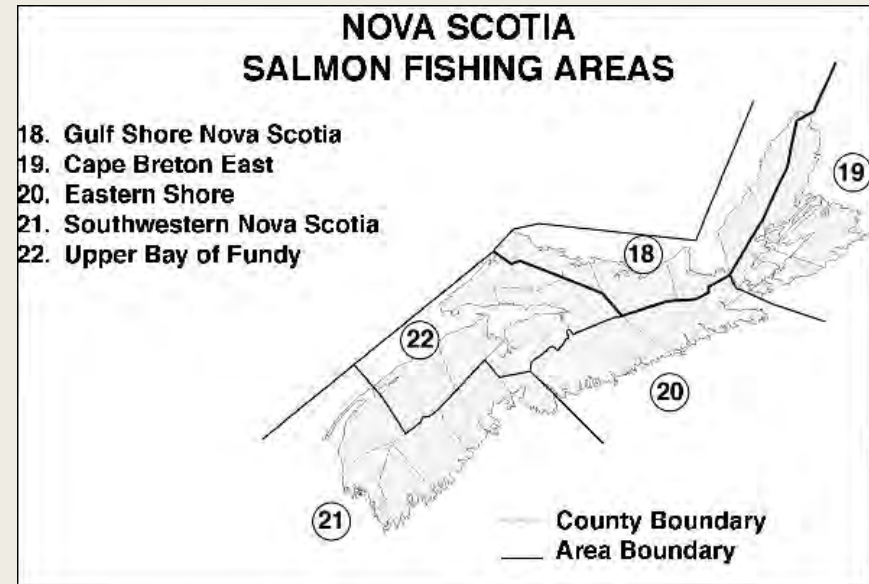 NOVA SCOTIA
SALMON FISHING AREAS
18. Gulf Shore Nova Scotia
19. Cape Breton East
20. Eastern Shore
21. Southwestern Nova Scotia
22. Upper Bay of Fundy
19
18
22
20
21
County Boundary
Area Boundary